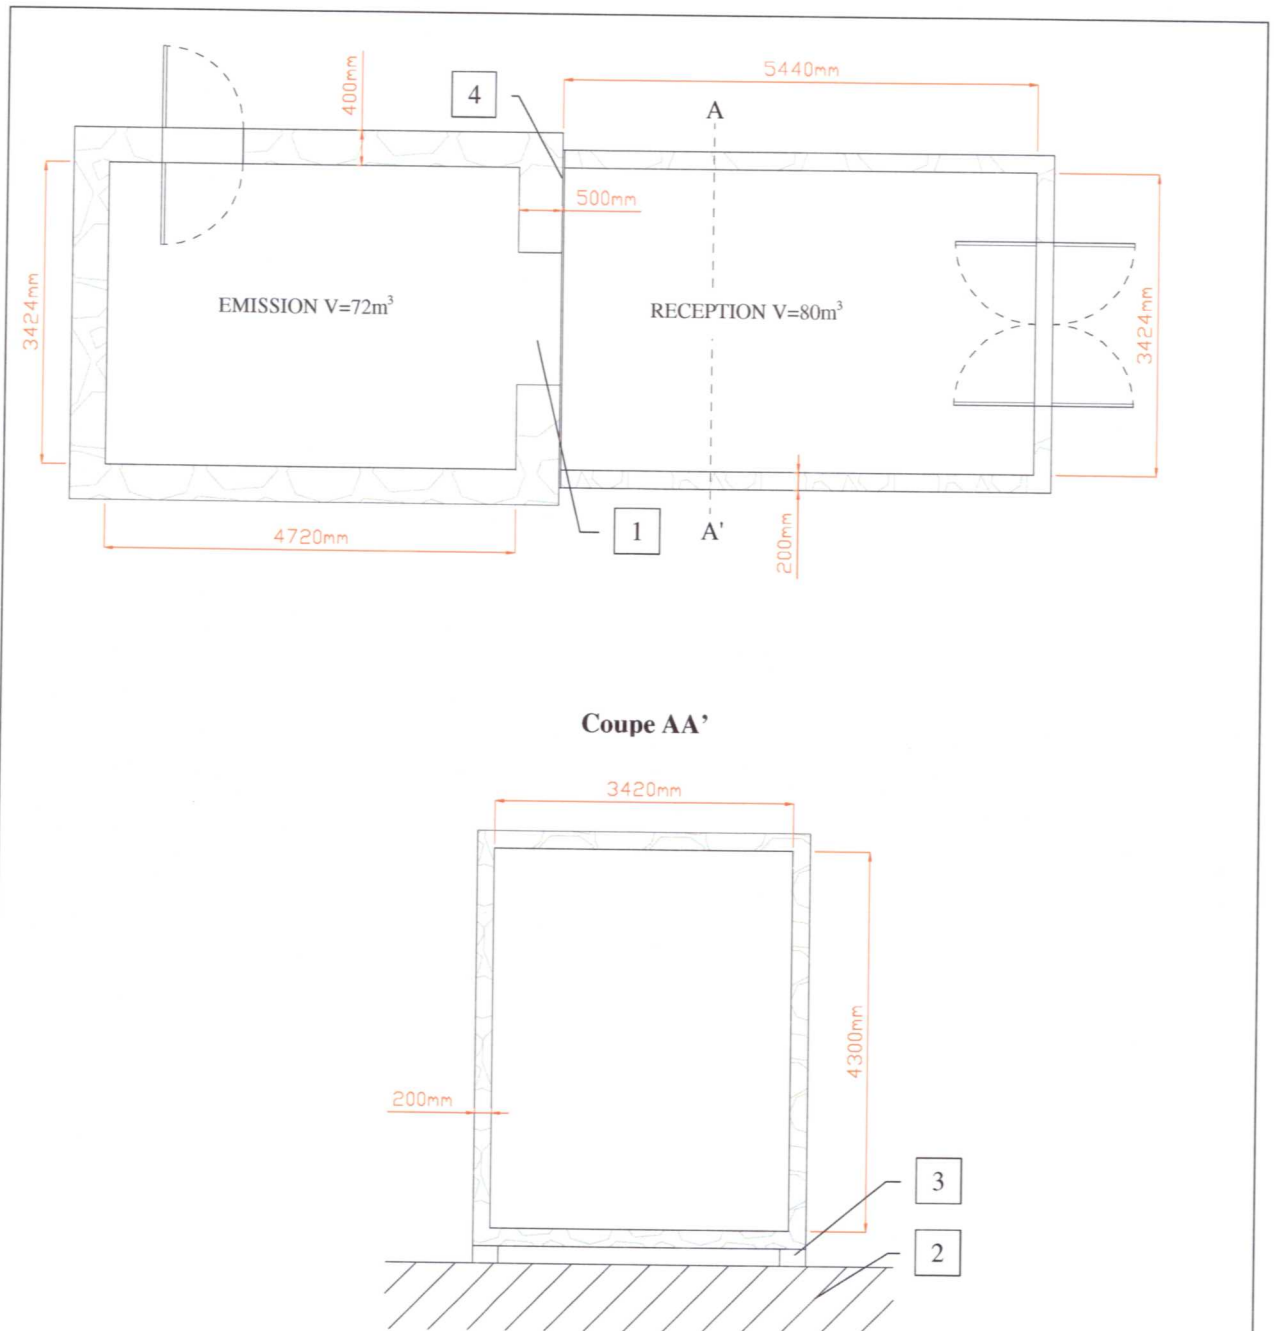 400mm
4
5440mm
A
500mm
3424mm
EMISSION V=72m³
RECEPTION V=80m³
3424mm
4720mm
1
A'
200mm
Coupe AA’
3420mm
4300mm
200mm
3
2